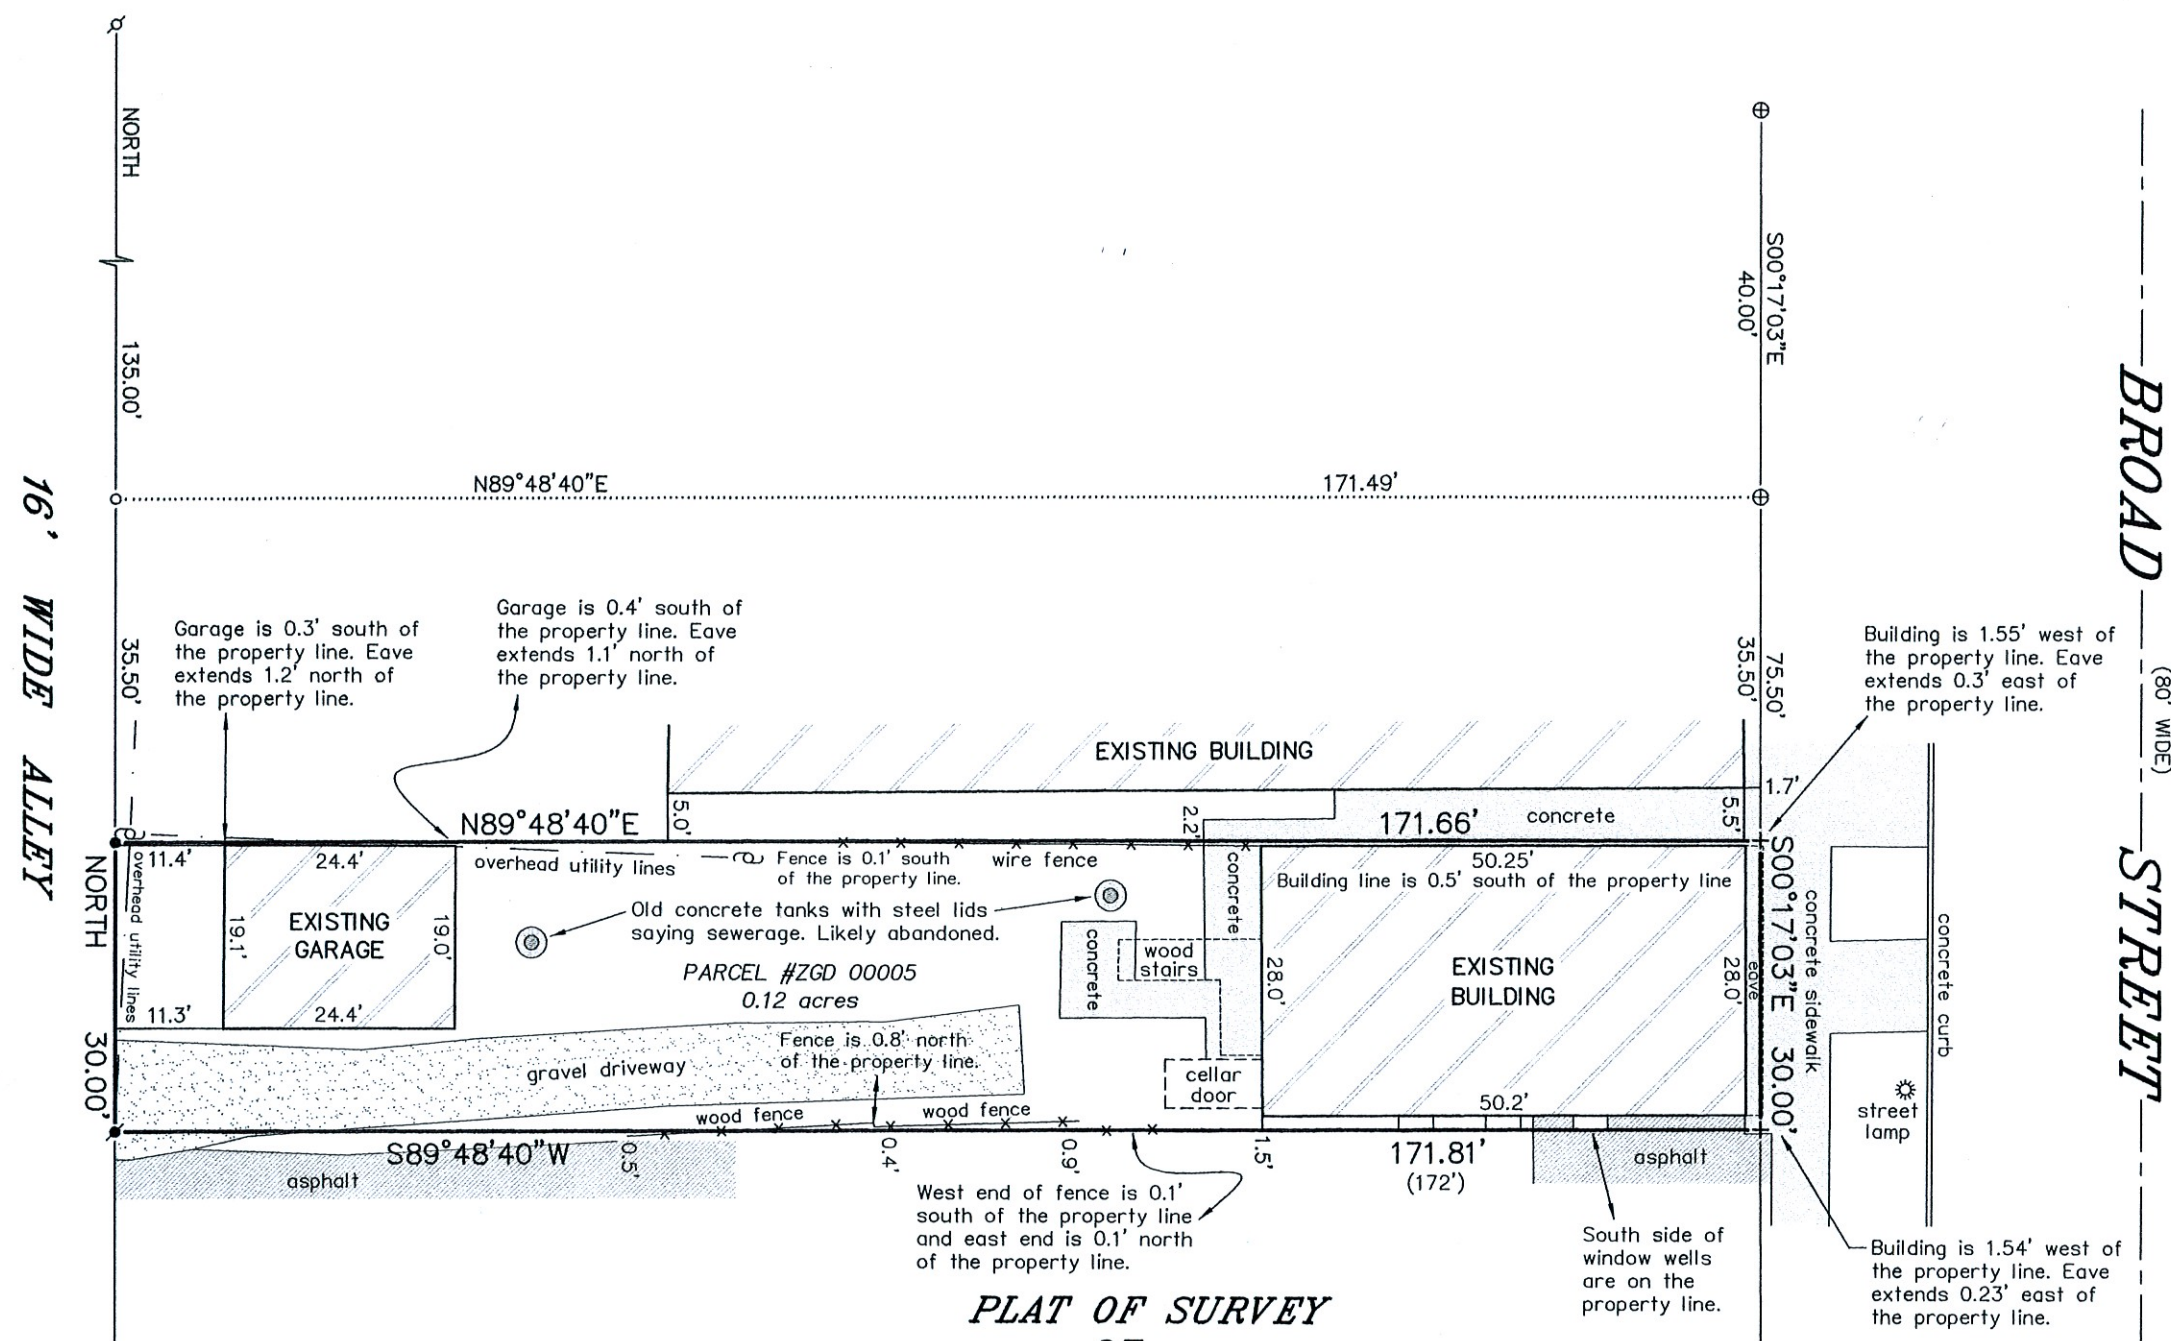 NORTH
135.00'
S00°17'03"E
40.00'
N89°48'40"E
171.49'
16' WIDE ALLEY
BROAD STREET
(80' WIDE)
35.50'
75.50'
35.50'
Garage is 0.3' south of
the property line. Eave
extends 1.2' north of
the property line.
Garage is 0.4' south of
the property line. Eave
extends 1.1' north of
the property line.
Building is 1.55' west of
the property line. Eave
extends 0.3' east of
the property line.
EXISTING BUILDING
1.7'
5.0'
2.2'
5.5'
N89°48'40"E
171.66'
concrete
11.4'
24.4'
overhead utility lines
Fence is 0.1' south
of the property line.
wire fence
50.25'
Building line is 0.5' south of the property line
overhead utility lines
NORTH
30.00'
19.1'
EXISTING
GARAGE
19.0'
Old concrete tanks with steel lids
saying sewerage. Likely abandoned.
PARCEL #ZGD 00005
0.12 acres
concrete
concrete
wood
stairs
28.0'
EXISTING
BUILDING
28.0'
eave
S00°17'03"E
30.00'
concrete sidewalk
concrete curb
11.3'
24.4'
gravel driveway
Fence is 0.8' north
of the property line.
cellar
door
street
lamp
wood fence
wood fence
50.2'
S89°48'40"W
0.5'
0.4'
0.9'
1.5'
171.81'
(172')
asphalt
asphalt
West end of fence is 0.1'
south of the property line
and east end is 0.1' north
of the property line.
South side of
window wells
are on the
property line.
Building is 1.54' west of
the property line. Eave
extends 0.23' east of
the property line.
PLAT OF SURVEY